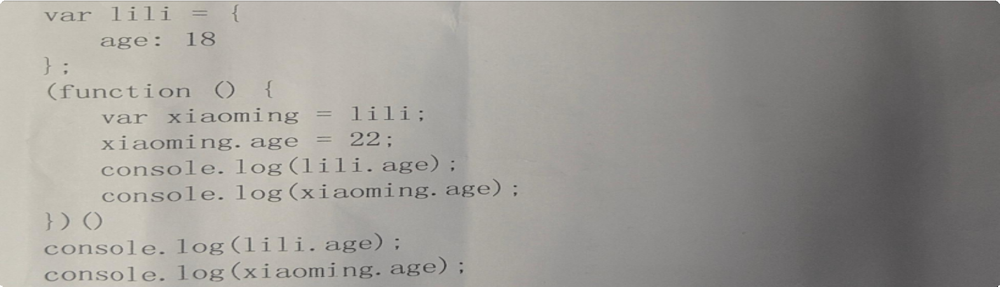 var lili = {
    age: 18
};
(function () {
    var xiaoming = lili;
    xiaoming.age = 22;
    console.log(lili.age);
    console.log(xiaoming.age);
})()
console.log(lili.age);
console.log(xiaoming.age);